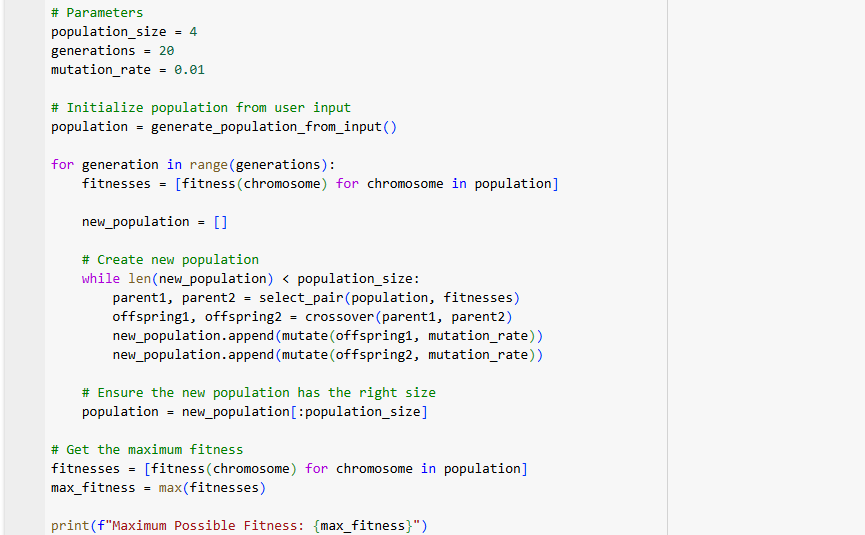 # Parameters
population_size = 4
generations = 20
mutation_rate = 0.01
# Initialize population from user input
population = generate_population_from_input()
for generation in range(generations):
fitnesses = [fitness(chromosome) for chromosome in population]
new_population = []
# Create new population
while len(new_population) < population_size:
parent1, parent2 = select_pair(population, fitnesses)
offspring1, offspring2 = crossover(parent1, parent2)
new_population.append(mutate(offspring1, mutation_rate))
new_population.append(mutate(offspring2, mutation_rate))
# Ensure the new population has the right size
population = new_population[:population_size]
# Get the maximum fitness
fitnesses = [fitness(chromosome) for chromosome in population]
max_fitness = max(fitnesses)
print(f"Maximum Possible Fitness: {max_fitness}")